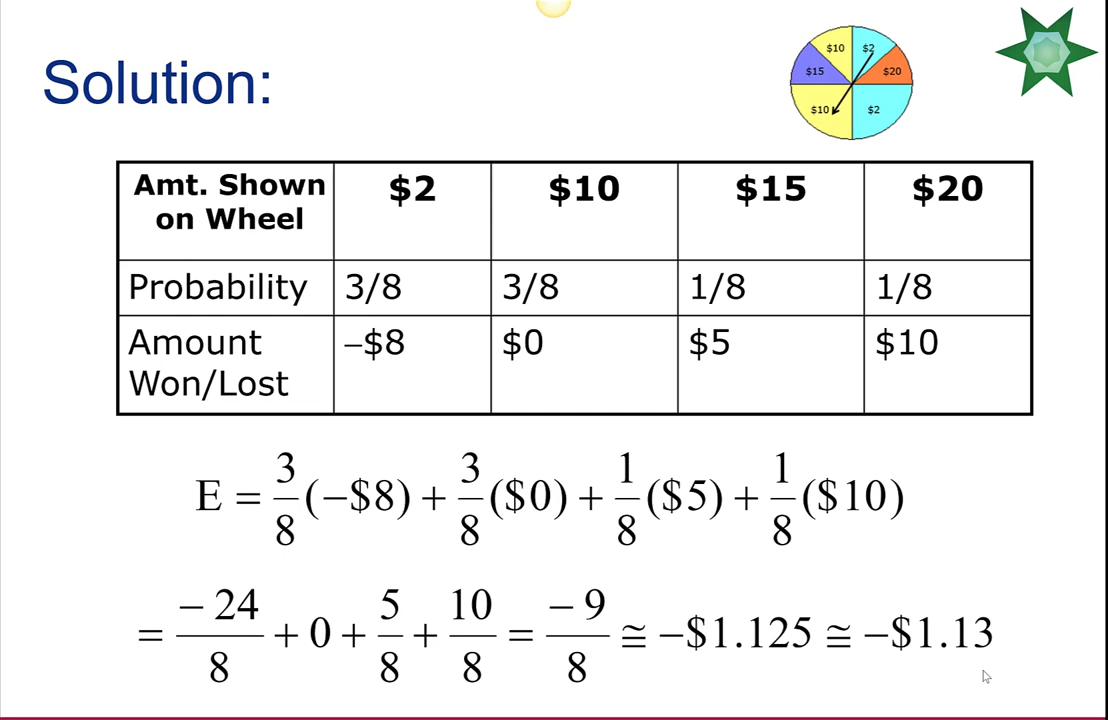 Solution:
$10 $2
$15 $20
$10 $2
Amt. Shown on Wheel $2 $10 $15 $20
Probability 3/8 3/8 1/8 1/8
Amount Won/Lost –$8 $0 $5 $10
E = 3/8 (−$8) + 3/8 ($0) + 1/8 ($5) + 1/8 ($10)
= −24/8 + 0 + 5/8 + 10/8 = −9/8 ≅ −$1.125 ≅ −$1.13